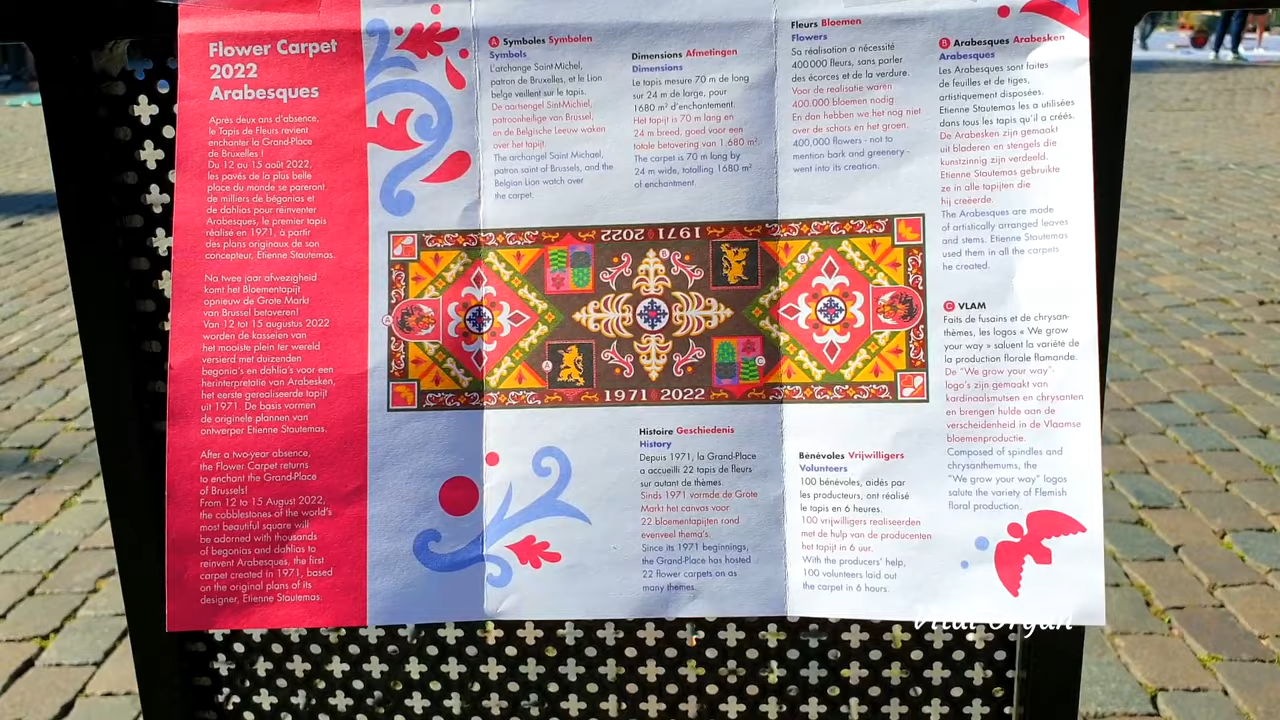 Flower Carpet
2022
Arabesques
Après deux ans d'absence,
le Tapis de Fleurs revient
enchanter la Grand-Place
de Bruxelles !
Du 12 au 15 août 2022,
les pavés de la plus belle
place du monde se pareront
de milliers de bégonias et
de dahlias pour réinventer
Arabesques, le premier tapis
réalisé en 1971, à partir
des plans originaux de son
concepteur, Etienne Stautemas.
Na twee jaar afwezigheid
komt het Bloementapijt
opnieuw de Grote Markt
van Brussel betoveren!
Van 12 tot 15 augustus 2022
worden de kasseien van
het mooiste plein ter wereld
versierd met duizenden
begonia's en dahlia's voor een
herinterpretatie van Arabesken,
het eerste gerealiseerde tapijt
uit 1971. De basis vormen
de originele plannen van
ontwerper Etienne Stautemas.
After a two-year absence,
the Flower Carpet returns
to enchant the Grand-Place
of Brussels!
From 12 to 15 August 2022,
the cobblestones of the world's
most beautiful square will
be adorned with thousands
of begonias and dahlias to
reinvent Arabesques, the first
carpet created in 1971, based
on the original plans of its
designer, Etienne Stautemas.
A Symboles Symbolen
Symbols
L'archange Saint Michel,
patron de Bruxelles, et le Lion
belge veillent sur le tapis.
De aartsengel Sint-Michiel,
patroonheilige van Brussel,
en de Belgische Leeuw waken
over het tapijt.
The archangel Saint Michael,
patron saint of Brussels, and the
Belgian Lion watch over
the carpet.
Dimensions Afmetingen
Dimensions
Le tapis mesure 70 m de long
sur 24 m de large, pour
1680 m² d'enchantement.
Het tapijt is 70 m lang en
24 m breed, goed voor een
totale betovering van 1.680 m².
The carpet is 70 m long by
24 m wide, totalling 1680 m²
of enchantment.
Fleurs Bloemen
Flowers
Sa réalisation a nécessité
400 000 fleurs, sans parler
des écorces et de la verdure.
Voor de realisatie waren
400.000 bloemen nodig.
En dan hebben we het nog niet
over de schors en het groen.
400,000 flowers - not to
mention bark and greenery -
went into its creation.
B Arabesques Arabesken
Arabesques
Les Arabesques sont faites
de feuilles et de tiges,
artistiquement disposées.
Etienne Stautemas les a utilisées
dans tous les tapis qu'il a créés.
De Arabesken zijn gemaakt
uit bladeren en stengels die
kunstzinnig zijn verdeeld.
Etienne Stautemas gebruikte
ze in alle tapijten die
hij creëerde.
The Arabesques are made
of artistically arranged leaves
and stems. Etienne Stautemas
used them in all the carpets
he created.
1971 2022
A
B
B
A
C
1971 2022
C VLAM
Faits de fusains et de chrysan-
thèmes, les logos « We grow
your way » saluent la variété de
la production florale flamande.
De "We grow your way"-
logo's zijn gemaakt van
kardinaalsmutsen en chrysanten
en brengen hulde aan de
verscheidenheid in de Vlaamse
bloemenproductie.
Composed of spindles and
chrysanthemums, the
"We grow your way" logos
salute the variety of Flemish
floral production.
Histoire Geschiedenis
History
Depuis 1971, la Grand-Place
a accueilli 22 tapis de fleurs
sur autant de thèmes.
Sinds 1971 vormde de Grote
Markt het canvas voor
22 bloementapijten rond
evenveel thema's.
Since its 1971 beginnings,
the Grand-Place has hosted
22 flower carpets on as
many themes.
Bénévoles Vrijwilligers
Volunteers
100 bénévoles, aidés par
les producteurs, ont réalisé
le tapis en 6 heures.
100 vrijwilligers realiseerden
met de hulp van de producenten
het tapijt in 6 uur.
With the producers' help,
100 volunteers laid out
the carpet in 6 hours.
Vital Organ